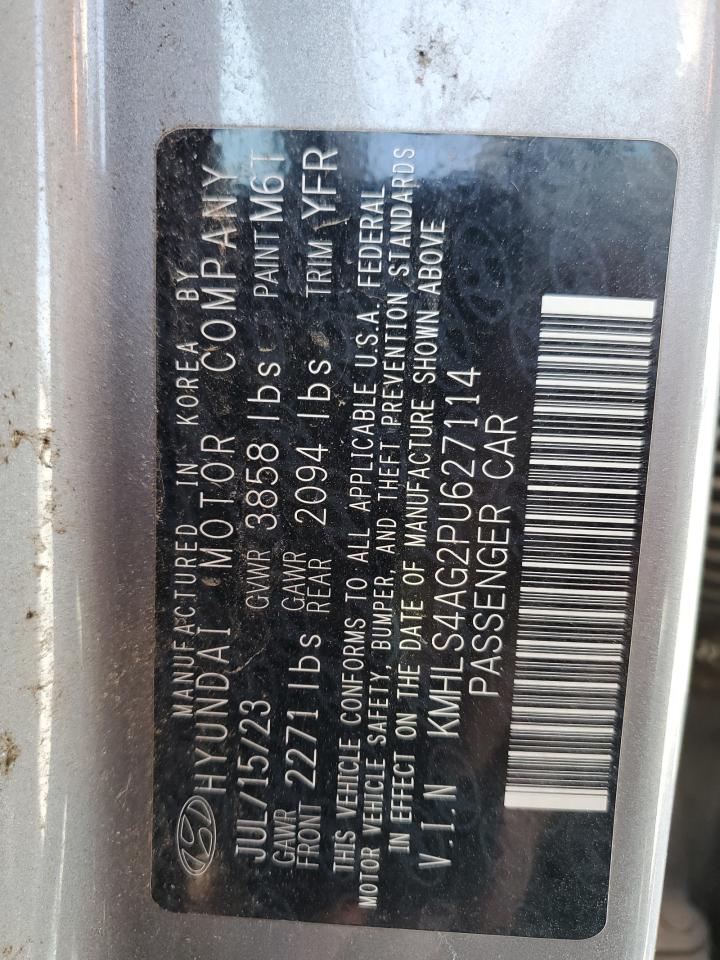 MANUFACTURED IN KOREA BY
HYUNDAI MOTOR COMPANY
JUL/15/23 GVWR 3858 lbs PAINT M6T
GAWR FRONT 2271 lbs GAWR REAR 2094 lbs TRIM YFR
THIS VEHICLE CONFORMS TO ALL APPLICABLE U.S.A. FEDERAL
MOTOR VEHICLE SAFETY, BUMPER, AND THEFT PREVENTION STANDARDS
IN EFFECT ON THE DATE OF MANUFACTURE SHOWN ABOVE
V.I.N KMHLS4AG2PU627114
PASSENGER CAR